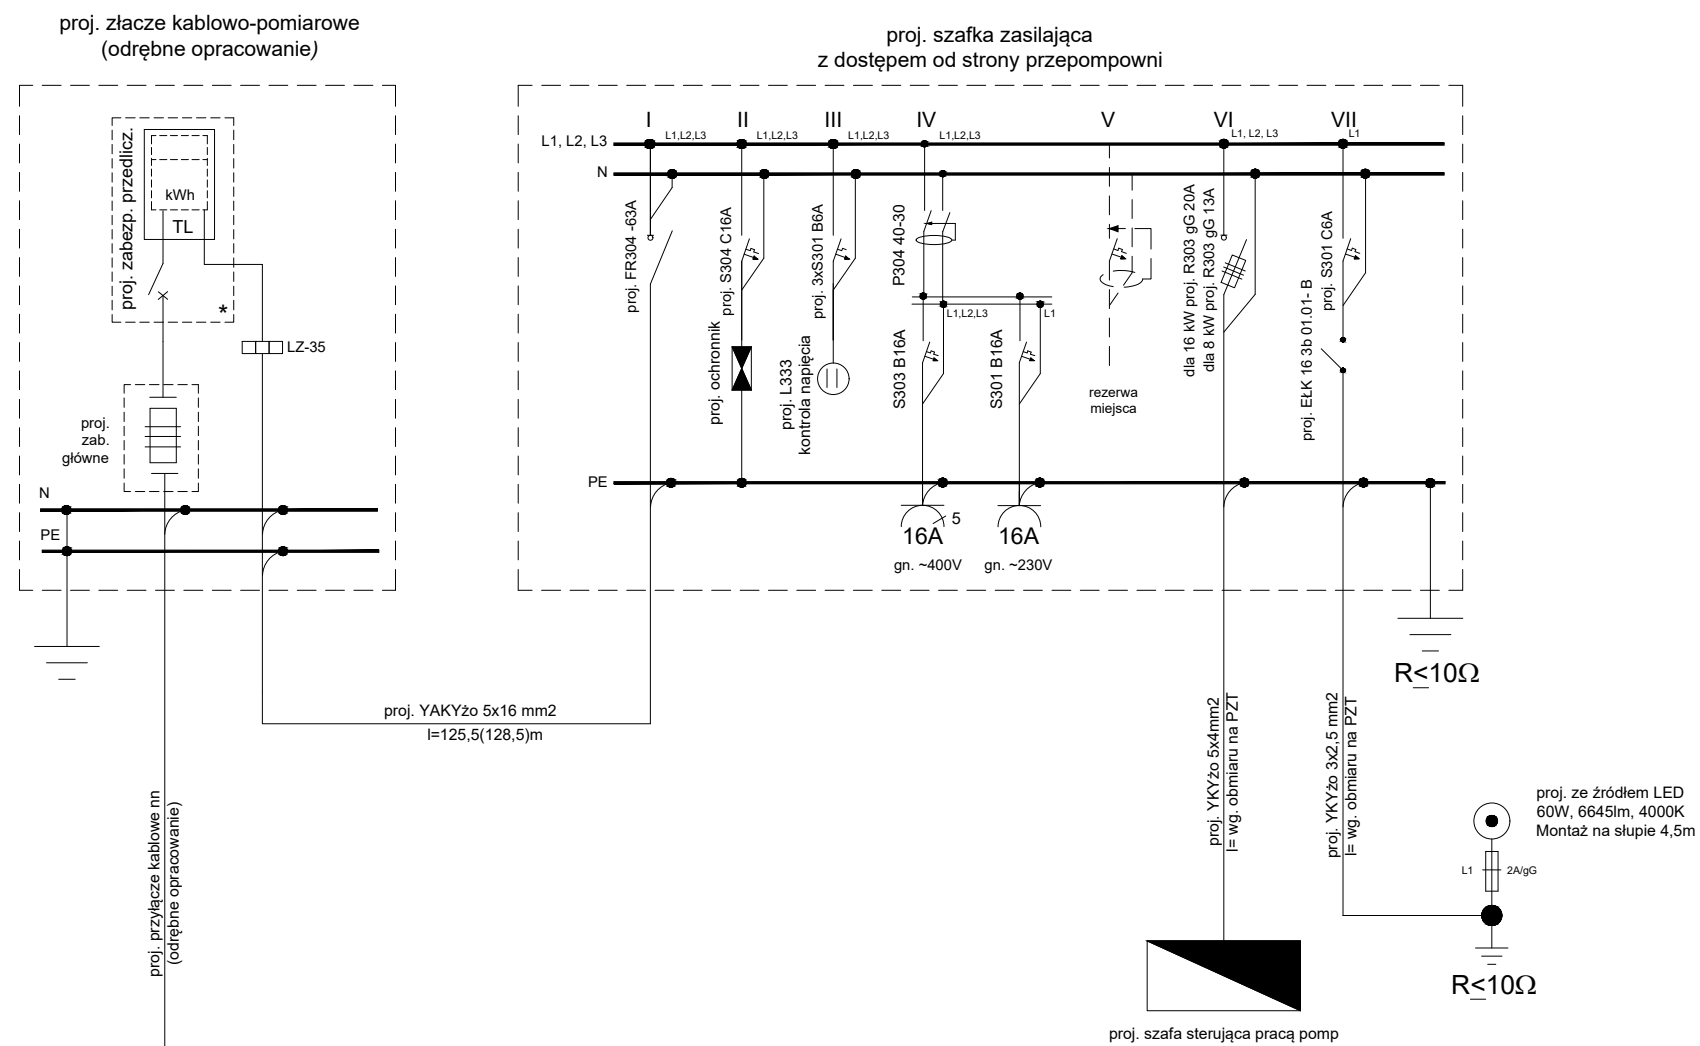 proj. złacze kablowo-pomiarowe
(odrębne opracowanie)
proj. zabezp. przedlicz.
kWh
TL
*
LZ-35
proj.
zab.
główne
N
PE
proj. przyłącze kablowe nn
(odrębne opracowanie)
proj. YAKYżo 5x16 mm2
l=125,5(128,5)m
proj. szafka zasilająca
z dostępem od strony przepompowni
I
II
III
IV
V
VI
VII
L1, L2, L3
L1,L2,L3
L1,L2,L3
L1,L2,L3
L1,L2,L3
L1, L2, L3
L1
N
proj. FR304 -63A
proj. S304 C16A
proj. ochronnik
proj. 3xS301 B6A
proj. L333
kontrola napięcia
P304 40-30
L1,L2,L3
L1
S303 B16A
S301 B16A
rezerwa
miejsca
dla 16 kW proj. R303 gG 20A
dla 8 kW proj. R303 gG 13A
proj. S301 C6A
proj. EŁK 16 3b 01.01- B
PE
5
16A
16A
gn. ~400V
gn. ~230V
R<10Ω
proj. YKYżo 5x4mm2
l= wg. obmiaru na PZT
proj. YKYżo 3x2,5 mm2
l= wg. obmiaru na PZT
proj. ze źródłem LED
60W, 6645lm, 4000K
Montaż na słupie 4,5m
L1
2A/gG
R<10Ω
proj. szafa sterująca pracą pomp